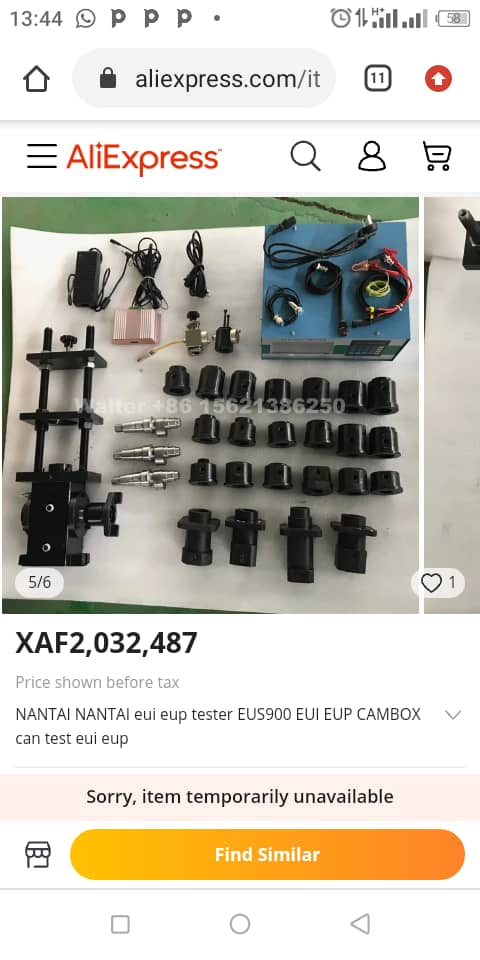 13:44
H+
58
aliexpress.com/it
11
AliExpress
Walter +86 15621386250
5/6
1
XAF2,032,487
Price shown before tax
NANTAI NANTAI eui eup tester EUS900 EUI EUP CAMBOX
can test eui eup
Sorry, item temporarily unavailable
Find Similar